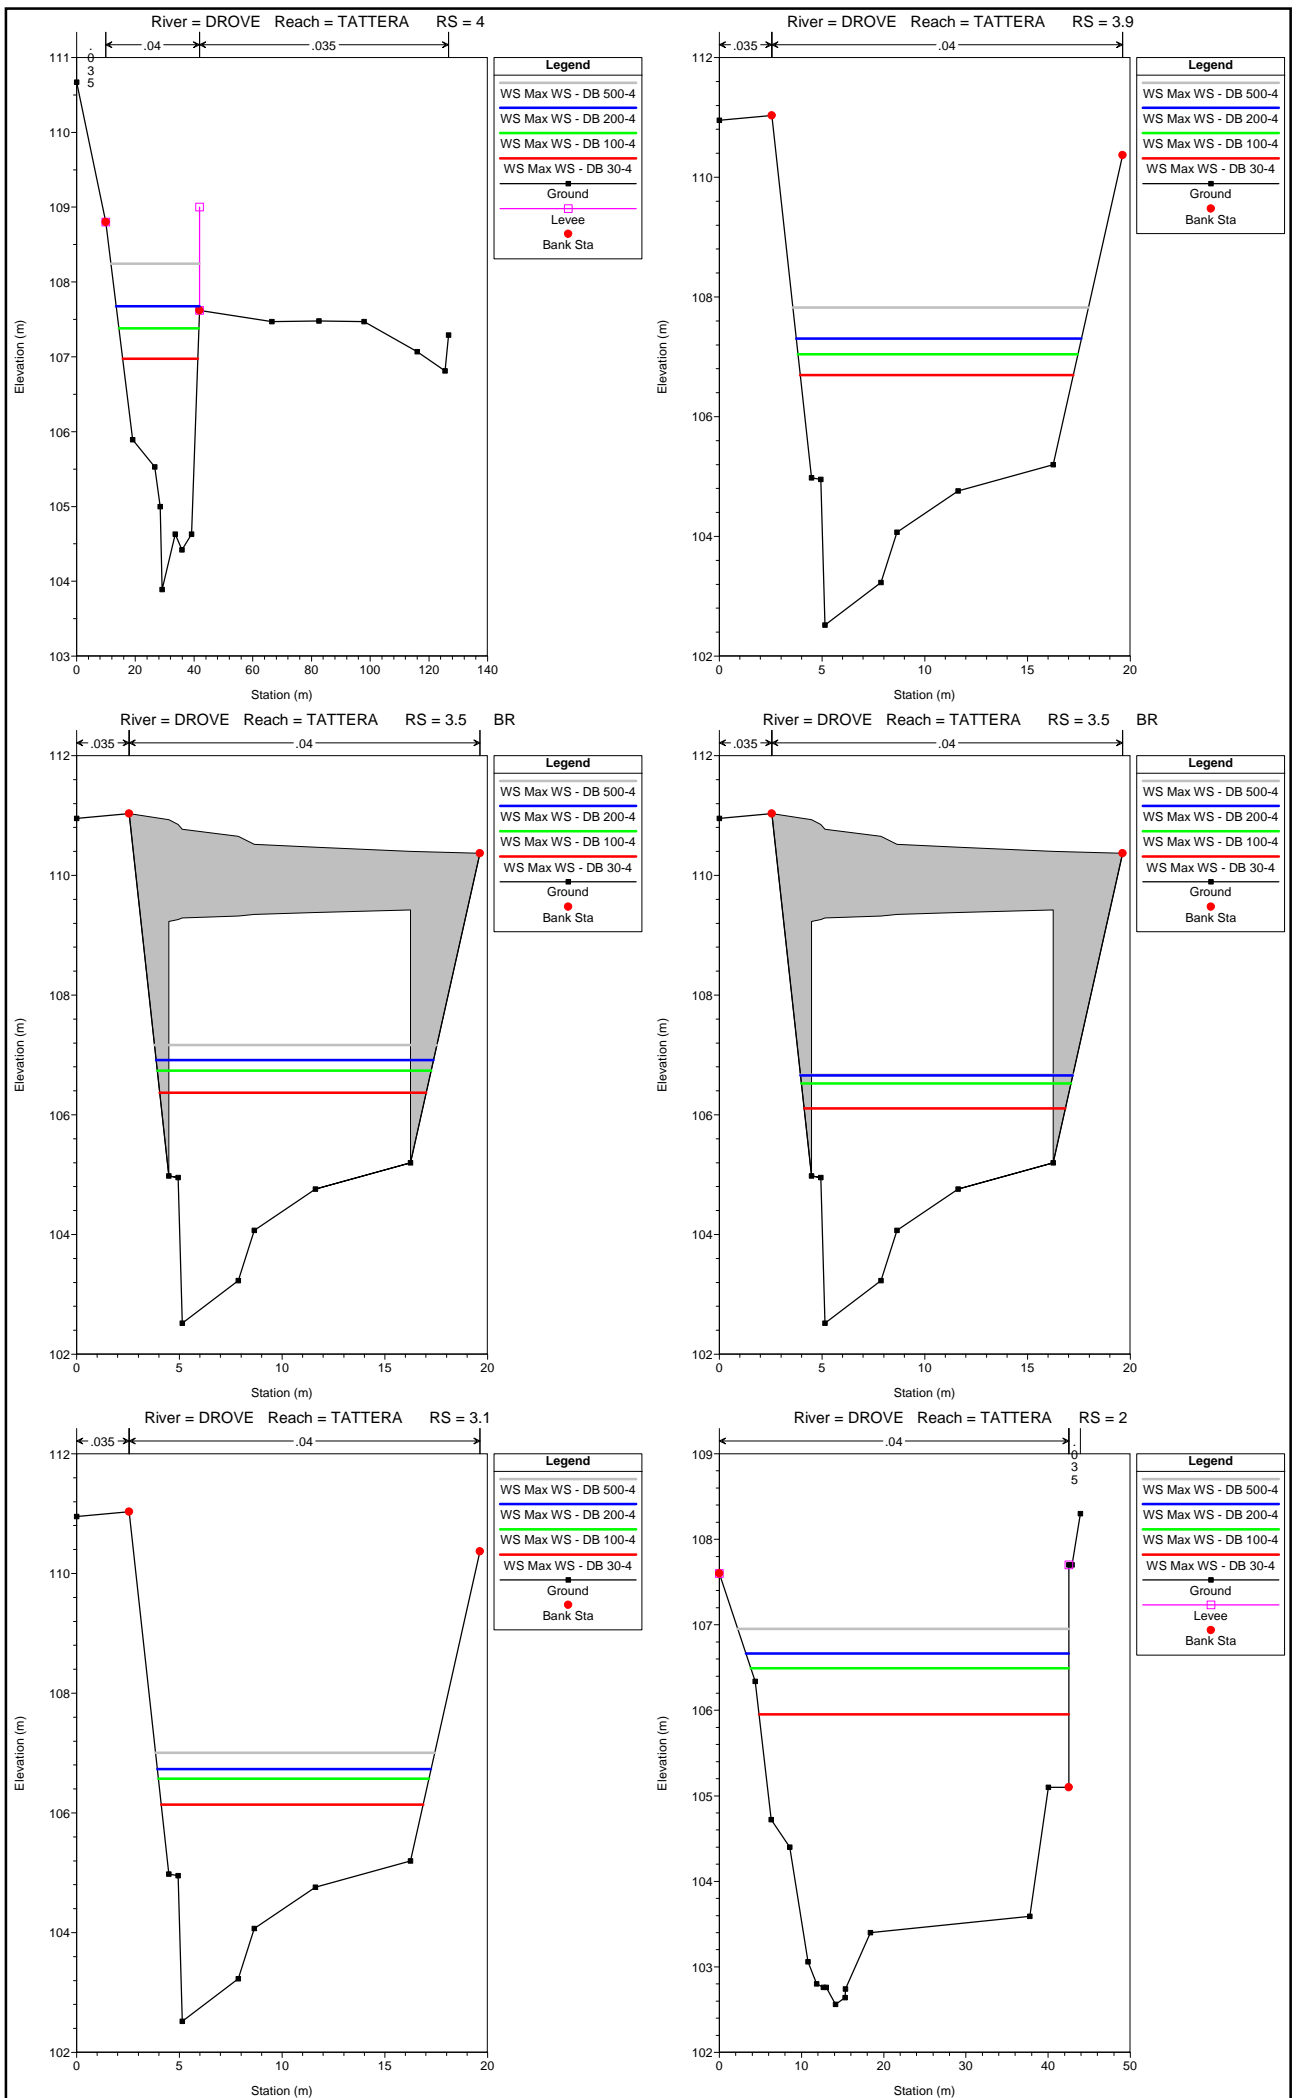 River = DROVE Reach = TATTERA RS = 4
.035
.04
.035
111
110
109
108
107
106
105
104
103
Elevation (m)
0 20 40 60 80 100 120 140
Station (m)
Legend
WS Max WS - DB 500-4
WS Max WS - DB 200-4
WS Max WS - DB 100-4
WS Max WS - DB 30-4
Ground
Levee
Bank Sta
River = DROVE Reach = TATTERA RS = 3.9
.035
.04
112
110
108
106
104
102
Elevation (m)
0 5 10 15 20
Station (m)
Legend
WS Max WS - DB 500-4
WS Max WS - DB 200-4
WS Max WS - DB 100-4
WS Max WS - DB 30-4
Ground
Bank Sta
River = DROVE Reach = TATTERA RS = 3.5 BR
.035
.04
112
110
108
106
104
102
Elevation (m)
0 5 10 15 20
Station (m)
Legend
WS Max WS - DB 500-4
WS Max WS - DB 200-4
WS Max WS - DB 100-4
WS Max WS - DB 30-4
Ground
Bank Sta
River = DROVE Reach = TATTERA RS = 3.5 BR
.035
.04
112
110
108
106
104
102
Elevation (m)
0 5 10 15 20
Station (m)
Legend
WS Max WS - DB 500-4
WS Max WS - DB 200-4
WS Max WS - DB 100-4
WS Max WS - DB 30-4
Ground
Bank Sta
River = DROVE Reach = TATTERA RS = 3.1
.035
.04
112
110
108
106
104
102
Elevation (m)
0 5 10 15 20
Station (m)
Legend
WS Max WS - DB 500-4
WS Max WS - DB 200-4
WS Max WS - DB 100-4
WS Max WS - DB 30-4
Ground
Bank Sta
River = DROVE Reach = TATTERA RS = 2
.04
.035
109
108
107
106
105
104
103
102
Elevation (m)
0 10 20 30 40 50
Station (m)
Legend
WS Max WS - DB 500-4
WS Max WS - DB 200-4
WS Max WS - DB 100-4
WS Max WS - DB 30-4
Ground
Levee
Bank Sta